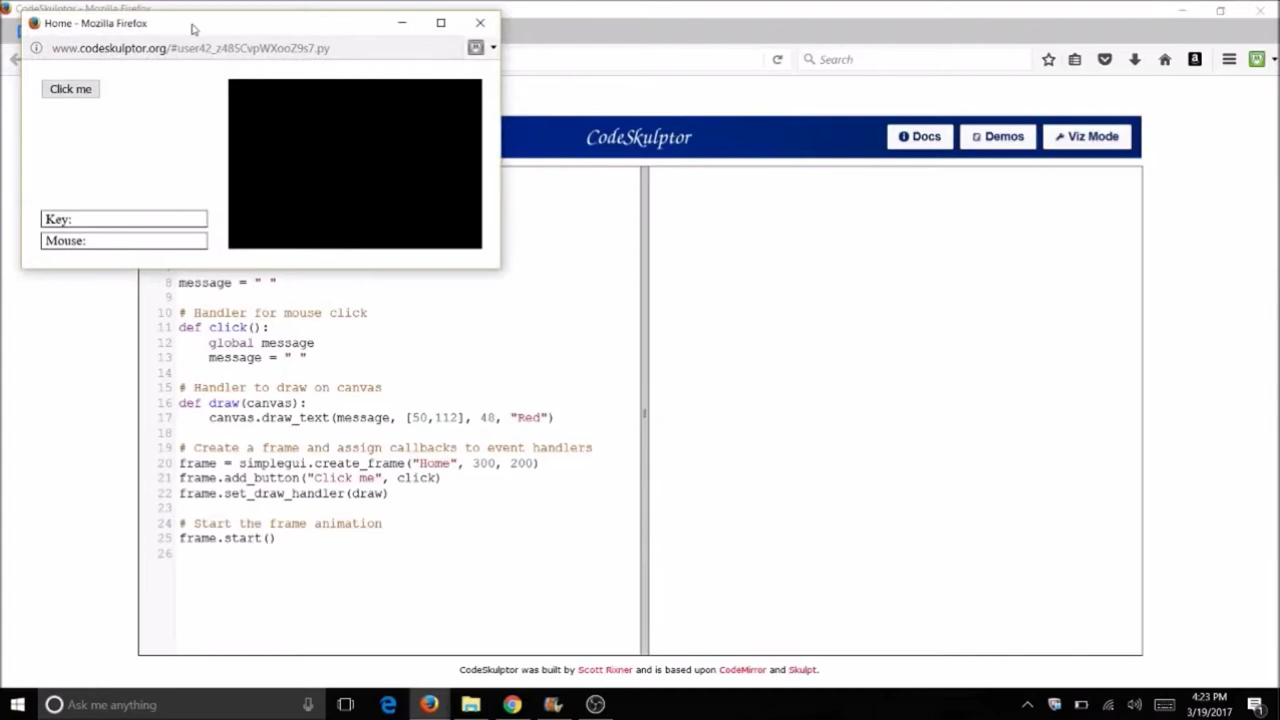 CodeSkulptor - Mozilla Firefox
Home - Mozilla Firefox
www.codeskulptor.org/#user42_z485CvpWXooZ9s7.py
Search
Click me
Key:
Mouse:
CodeSkulptor
Docs
Demos
Viz Mode
8 message = " "
9
10 # Handler for mouse click
11 def click():
12 global message
13 message = " "
14
15 # Handler to draw on canvas
16 def draw(canvas):
17 canvas.draw_text(message, [50,112], 48, "Red")
18
19 # Create a frame and assign callbacks to event handlers
20 frame = simplegui.create_frame("Home", 300, 200)
21 frame.add_button("Click me", click)
22 frame.set_draw_handler(draw)
23
24 # Start the frame animation
25 frame.start()
26
CodeSkulptor was built by Scott Rixner and is based upon CodeMirror and Skulpt.
Ask me anything
4:23 PM
3/19/2017